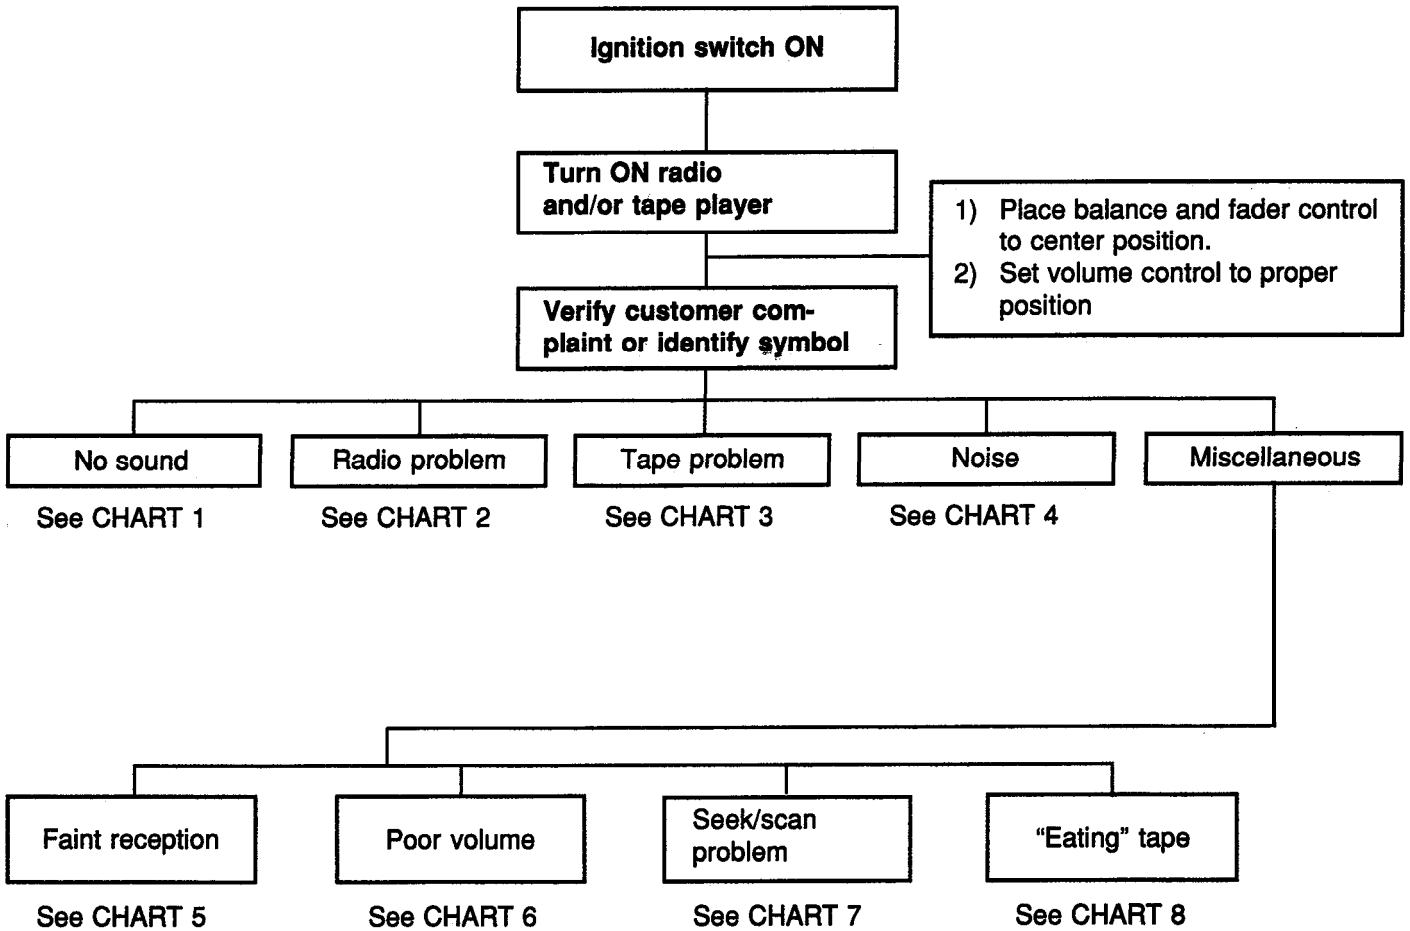 Ignition switch ON
Turn ON radio
and/or tape player
1) Place balance and fader control
to center position.
2) Set volume control to proper
position
Verify customer com-
plaint or identify symbol
No sound
Radio problem
Tape problem
Noise
Miscellaneous
See CHART 1
See CHART 2
See CHART 3
See CHART 4
Faint reception
Poor volume
Seek/scan
problem
“Eating” tape
See CHART 5
See CHART 6
See CHART 7
See CHART 8